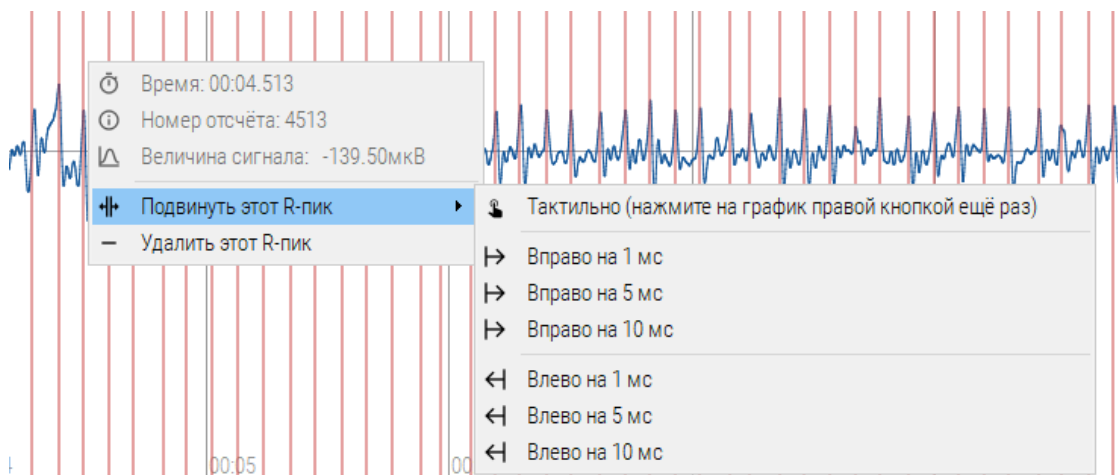 Время: 00:04.513
Номер отсчёта: 4513
Величина сигнала: -139.50мкВ
Подвинуть этот R-пик
Удалить этот R-пик
Тактильно (нажмите на график правой кнопкой ещё раз)
Вправо на 1 мс
Вправо на 5 мс
Вправо на 10 мс
Влево на 1 мс
Влево на 5 мс
Влево на 10 мс
00:05
00